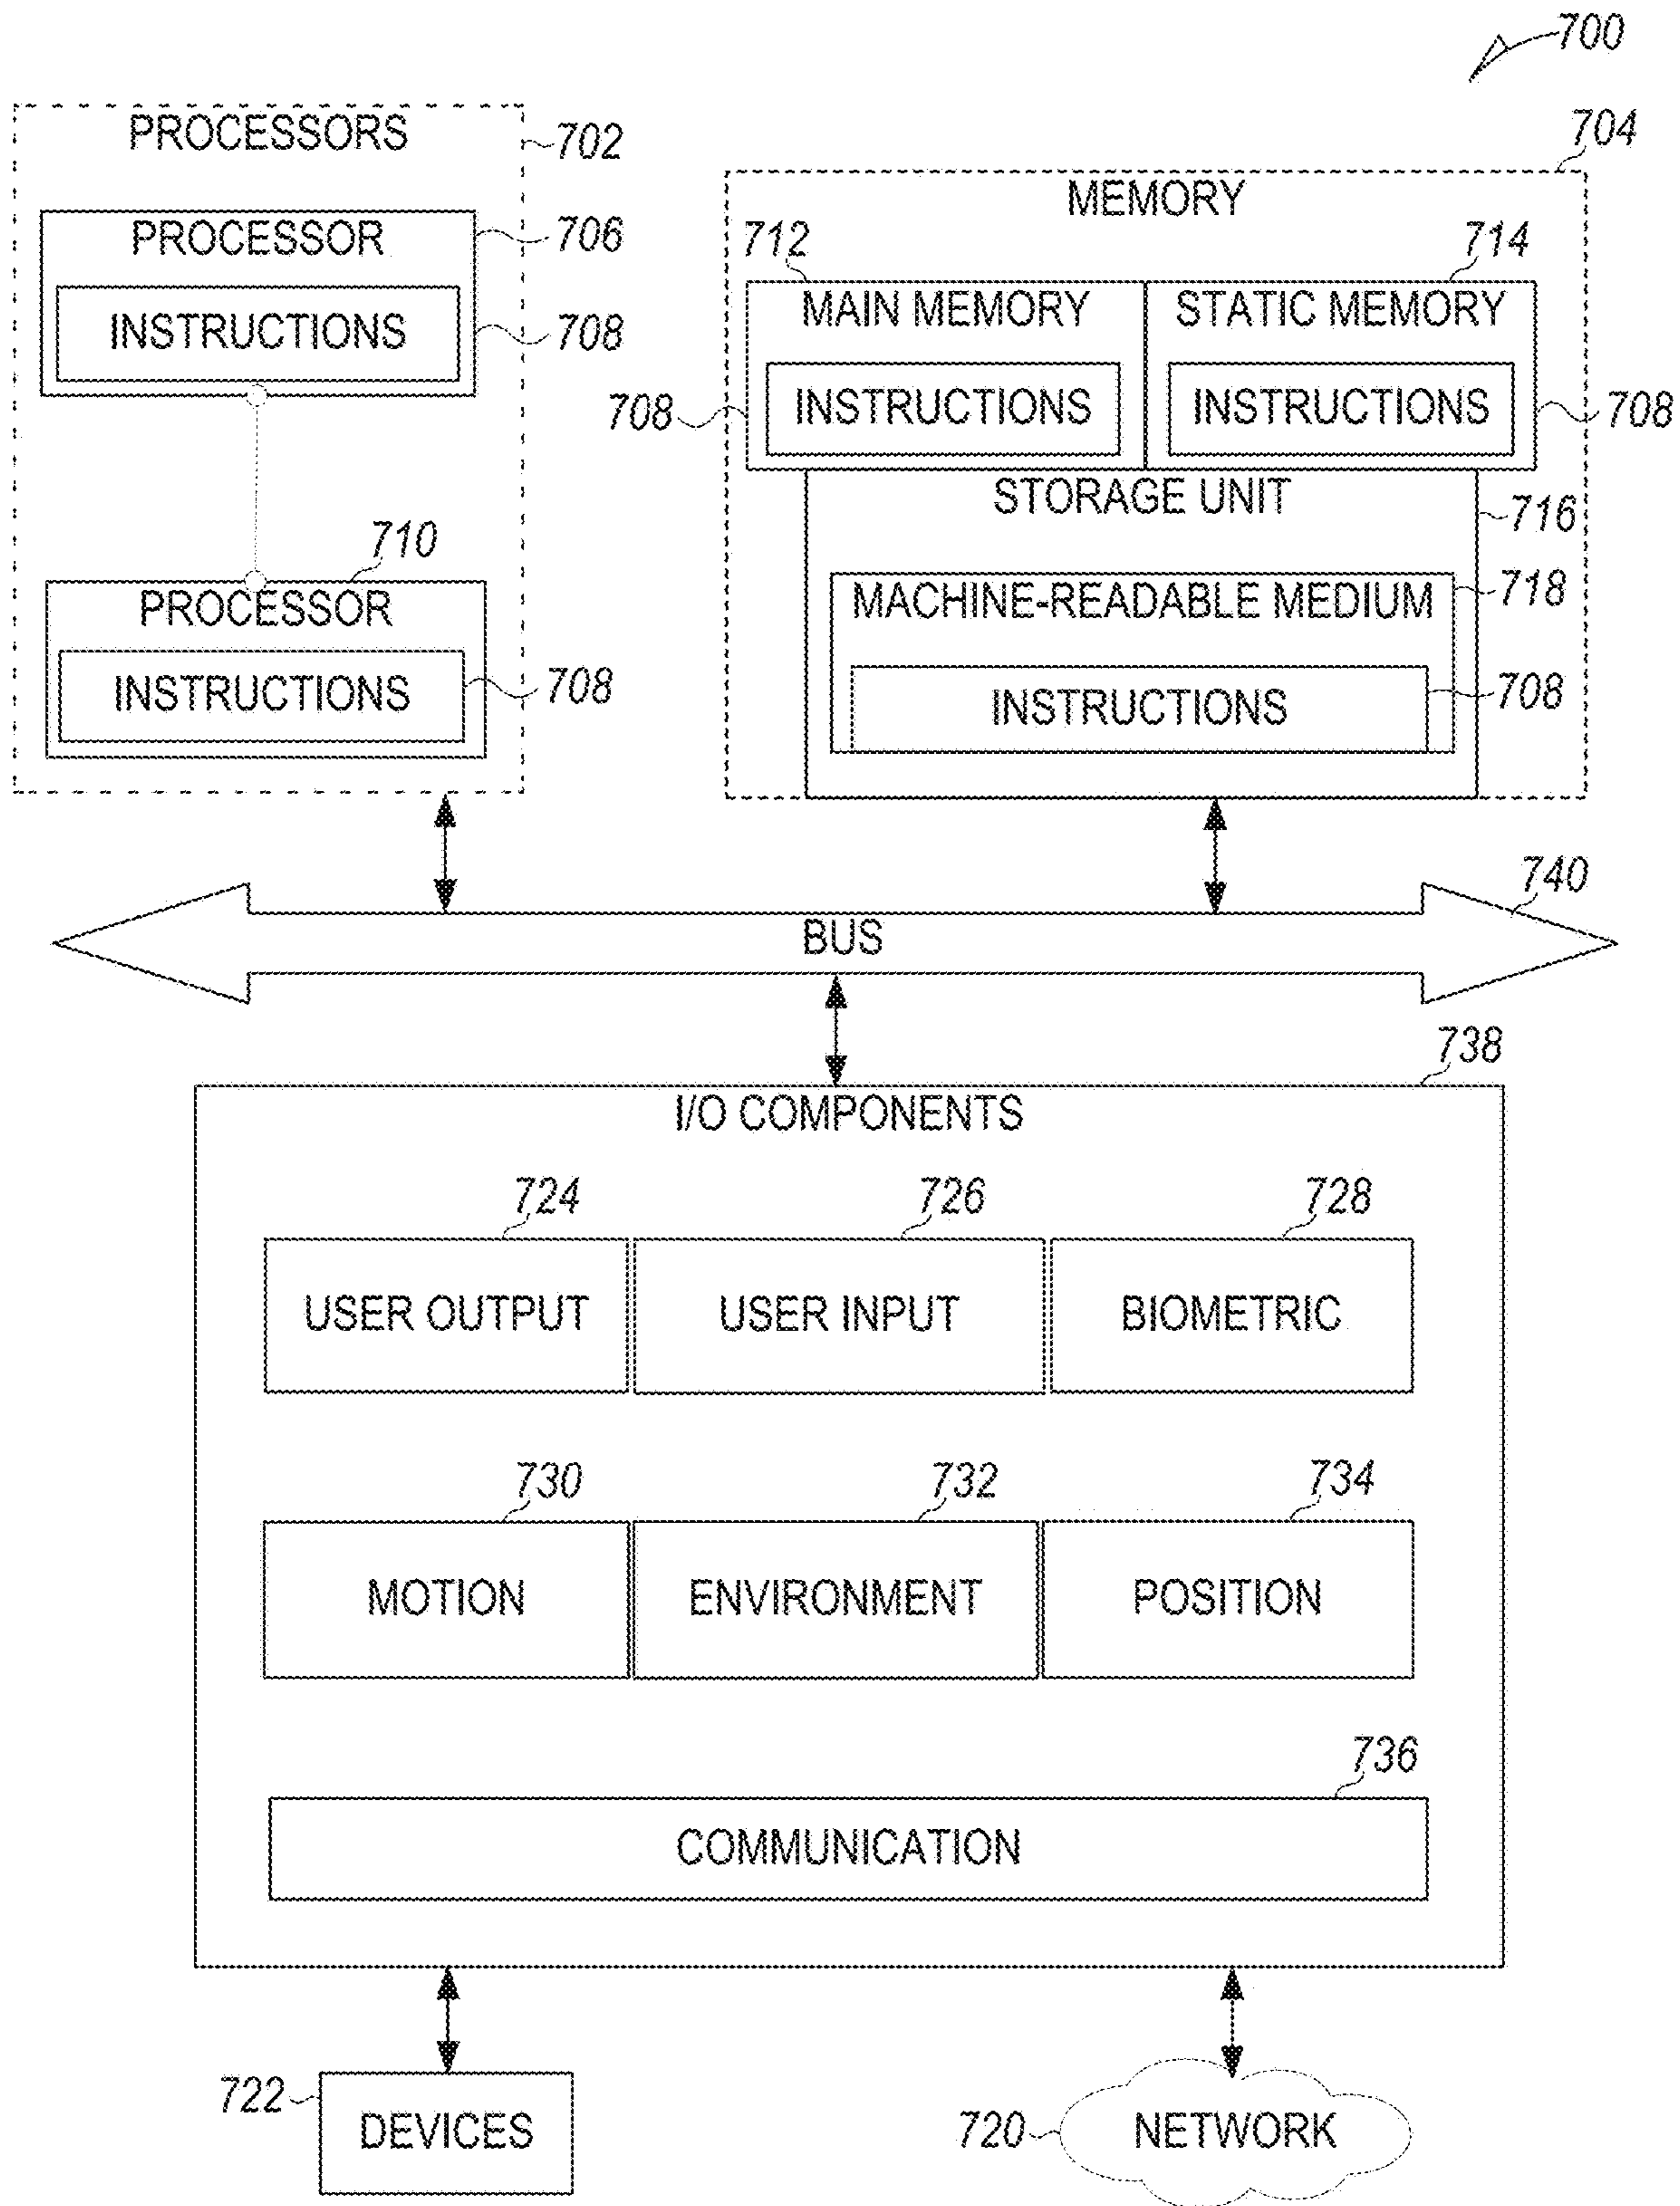 700
PROCESSORS
702
PROCESSOR
706
INSTRUCTIONS
708
710
PROCESSOR
INSTRUCTIONS
708
704
MEMORY
712
714
MAIN MEMORY
STATIC MEMORY
708
INSTRUCTIONS
INSTRUCTIONS
708
STORAGE UNIT
716
MACHINE-READABLE MEDIUM
718
INSTRUCTIONS
708
740
BUS
738
I/O COMPONENTS
724
726
728
USER OUTPUT
USER INPUT
BIOMETRIC
730
732
734
MOTION
ENVIRONMENT
POSITION
736
COMMUNICATION
722
DEVICES
720
NETWORK